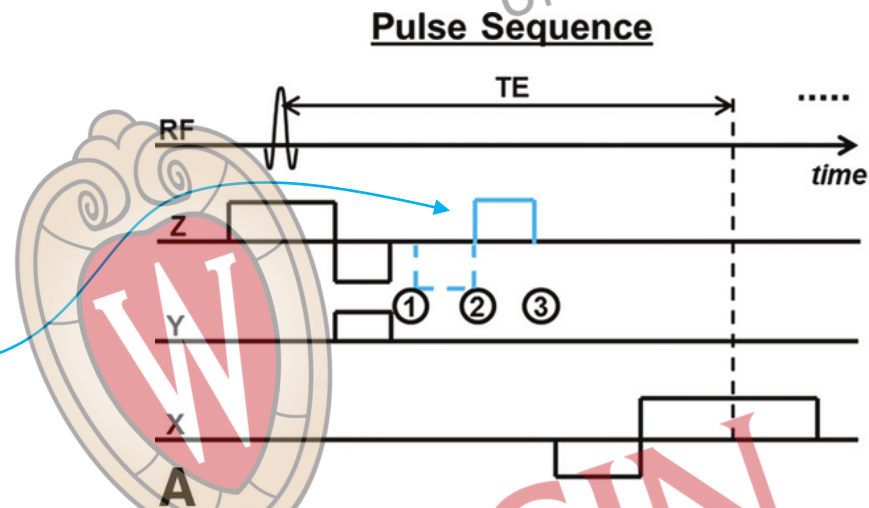 Pulse Sequence
TE
.....
RF
time
Z
① ② ③
Y
X
A
W